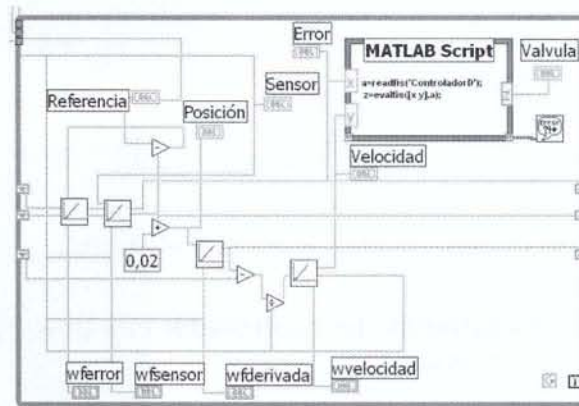 Error
MATLAB Script
Valvula
a=readfis('ControladorD');
z=evalfis([x y],a);
Sensor
Referencia
Posición
Velocidad
0,02
wferror
wfsensor
wfderivada
wvelocidad